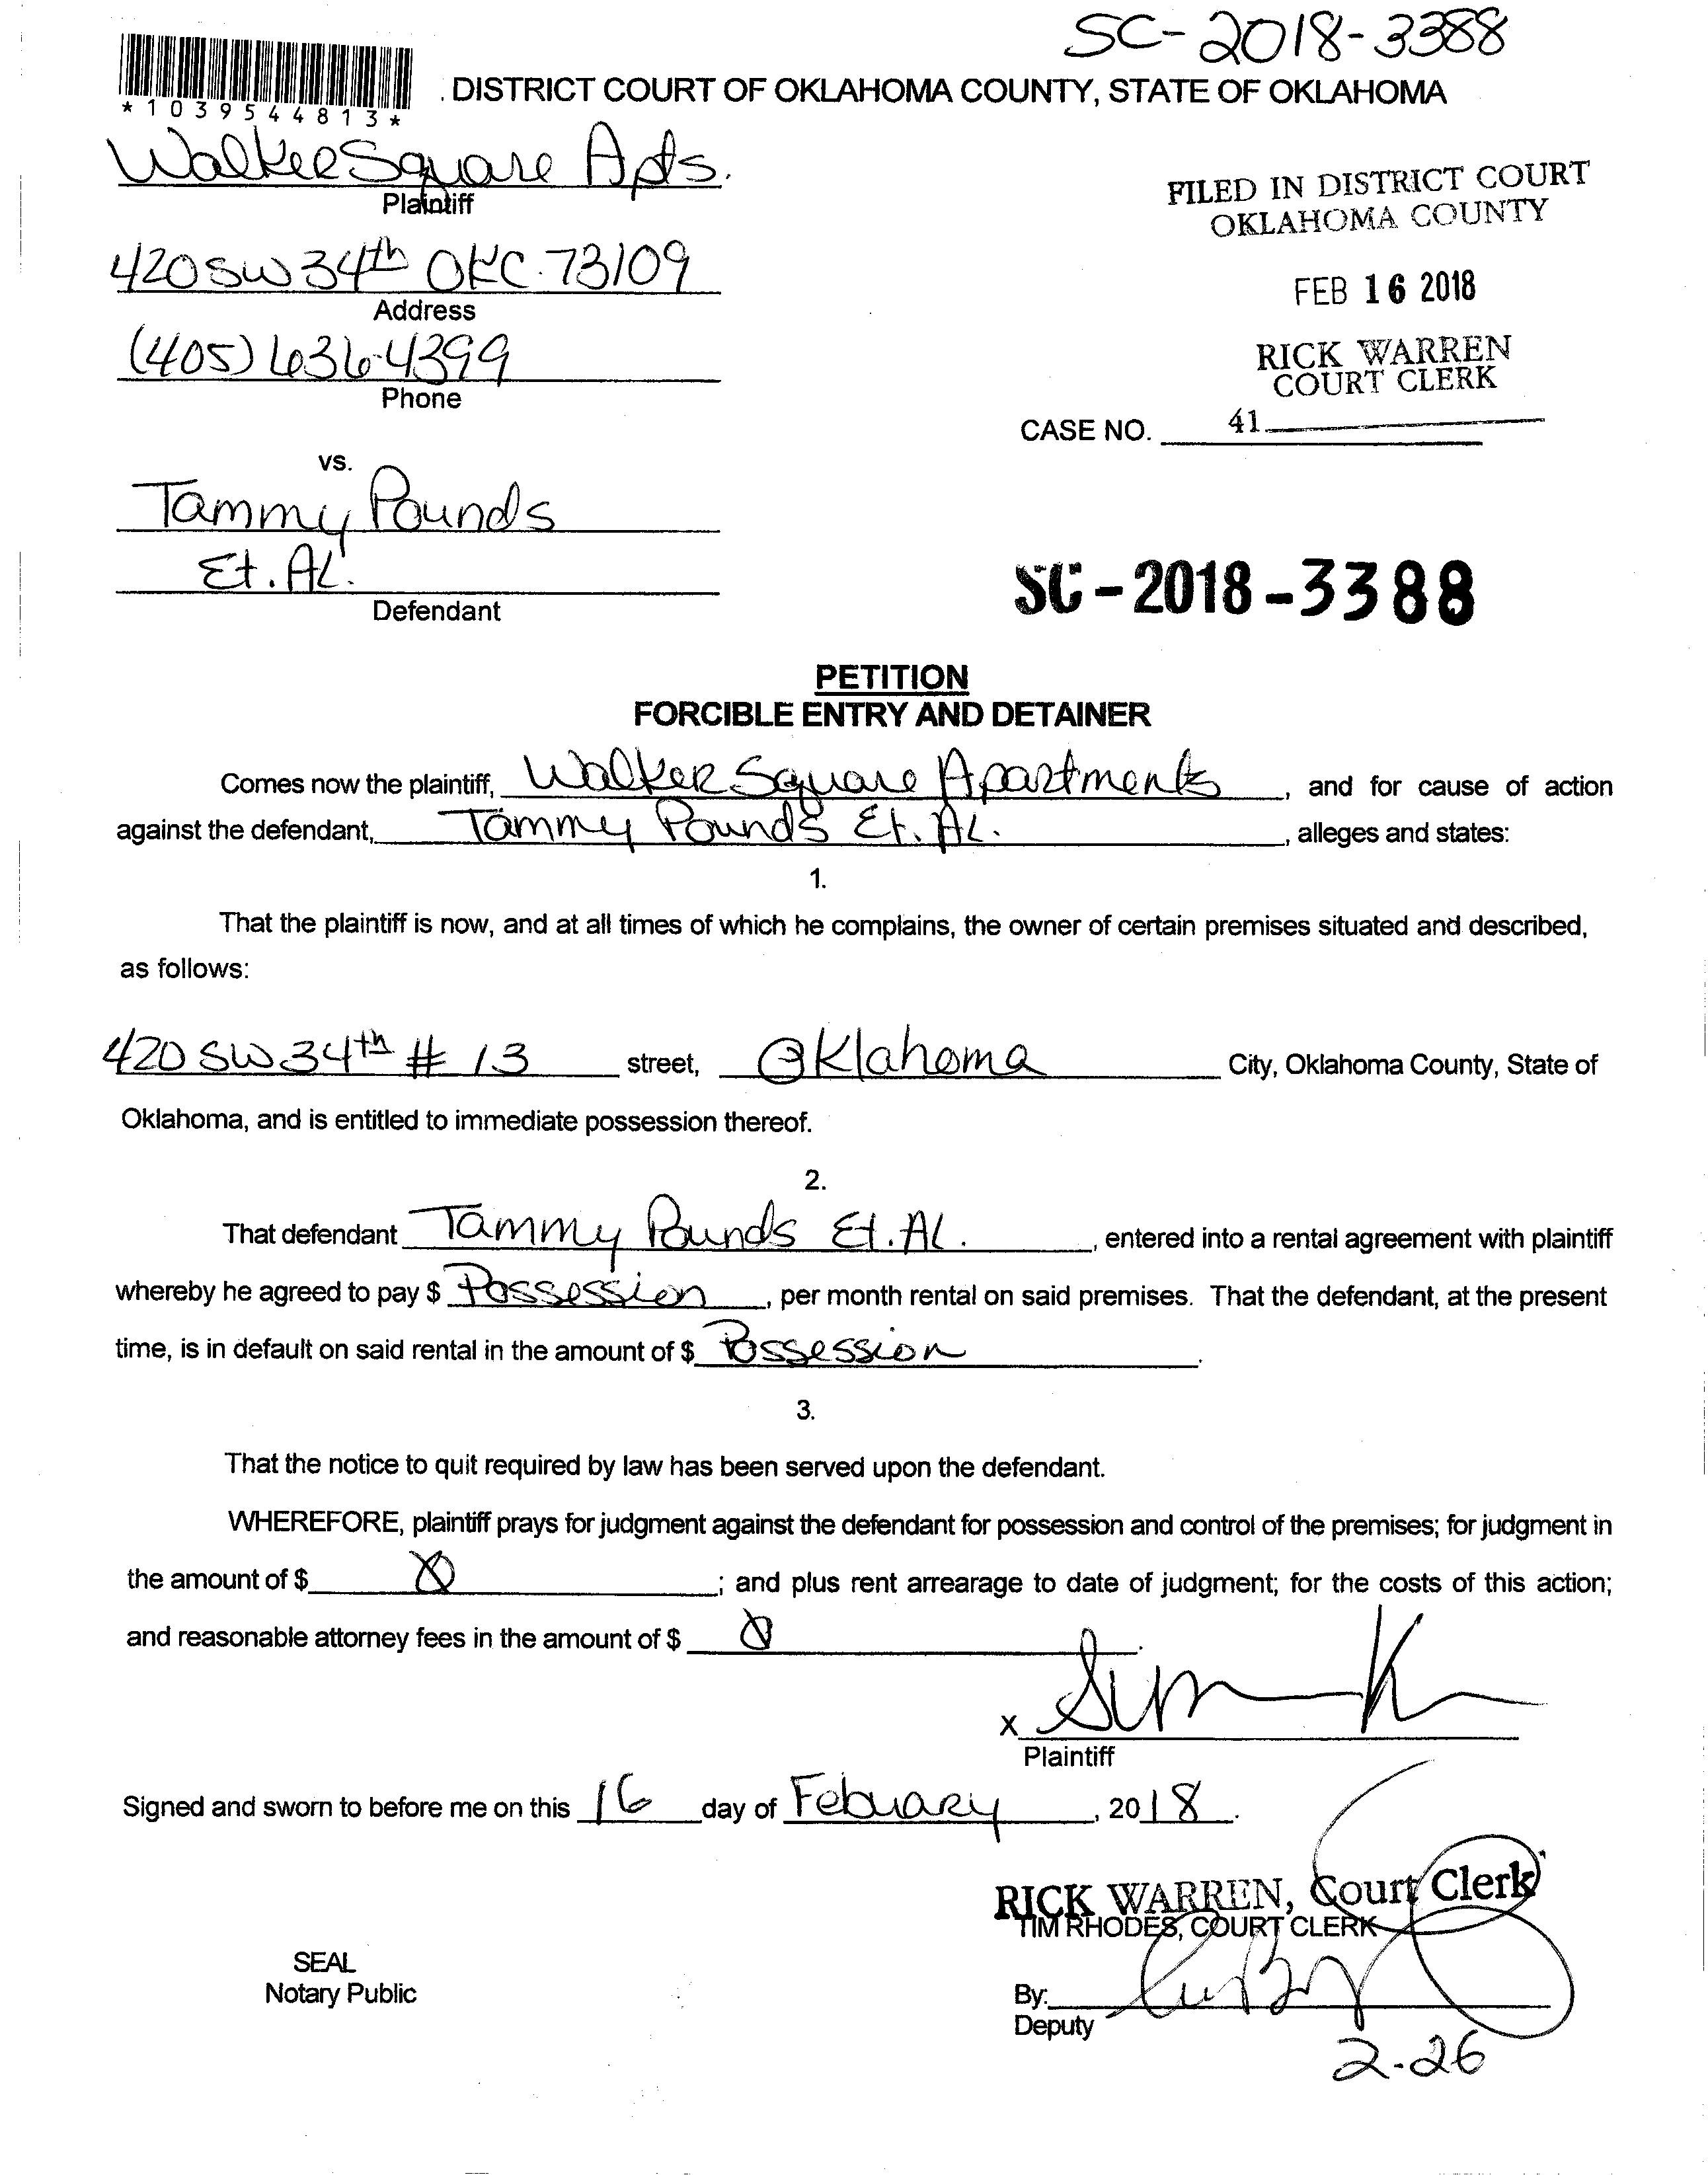 SC-2018-3388
*1039544813*
. DISTRICT COURT OF OKLAHOMA COUNTY, STATE OF OKLAHOMA
Walker Square Apts.
Plaintiff
FILED IN DISTRICT COURT
OKLAHOMA COUNTY
420 SW 34th OKC. 73109
Address
FEB 16 2018
(405) 636-4399
Phone
RICK WARREN
COURT CLERK
CASE NO. 41
vs.
Tammy Pounds
Et. AL.
Defendant
SC-2018-3388
PETITION
FORCIBLE ENTRY AND DETAINER
Comes now the plaintiff, Walker Square Apartments, and for cause of action
against the defendant, Tammy Pounds Et. AL., alleges and states:
1.
That the plaintiff is now, and at all times of which he complains, the owner of certain premises situated and described,
as follows:
420 SW 34th # 13 street, Oklahoma City, Oklahoma County, State of
Oklahoma, and is entitled to immediate possession thereof.
2.
That defendant Tammy Pounds Et. AL., entered into a rental agreement with plaintiff
whereby he agreed to pay $ Possession, per month rental on said premises. That the defendant, at the present
time, is in default on said rental in the amount of $ Possession.
3.
That the notice to quit required by law has been served upon the defendant.
WHEREFORE, plaintiff prays for judgment against the defendant for possession and control of the premises; for judgment in
the amount of $ ; and plus rent arrearage to date of judgment; for the costs of this action;
and reasonable attorney fees in the amount of $ .
X
Plaintiff
Signed and sworn to before me on this 16 day of Febuary, 2018.
RICK WARREN, Court Clerk
TIM RHODES, COURT CLERK
SEAL
Notary Public
By:
Deputy
2-26